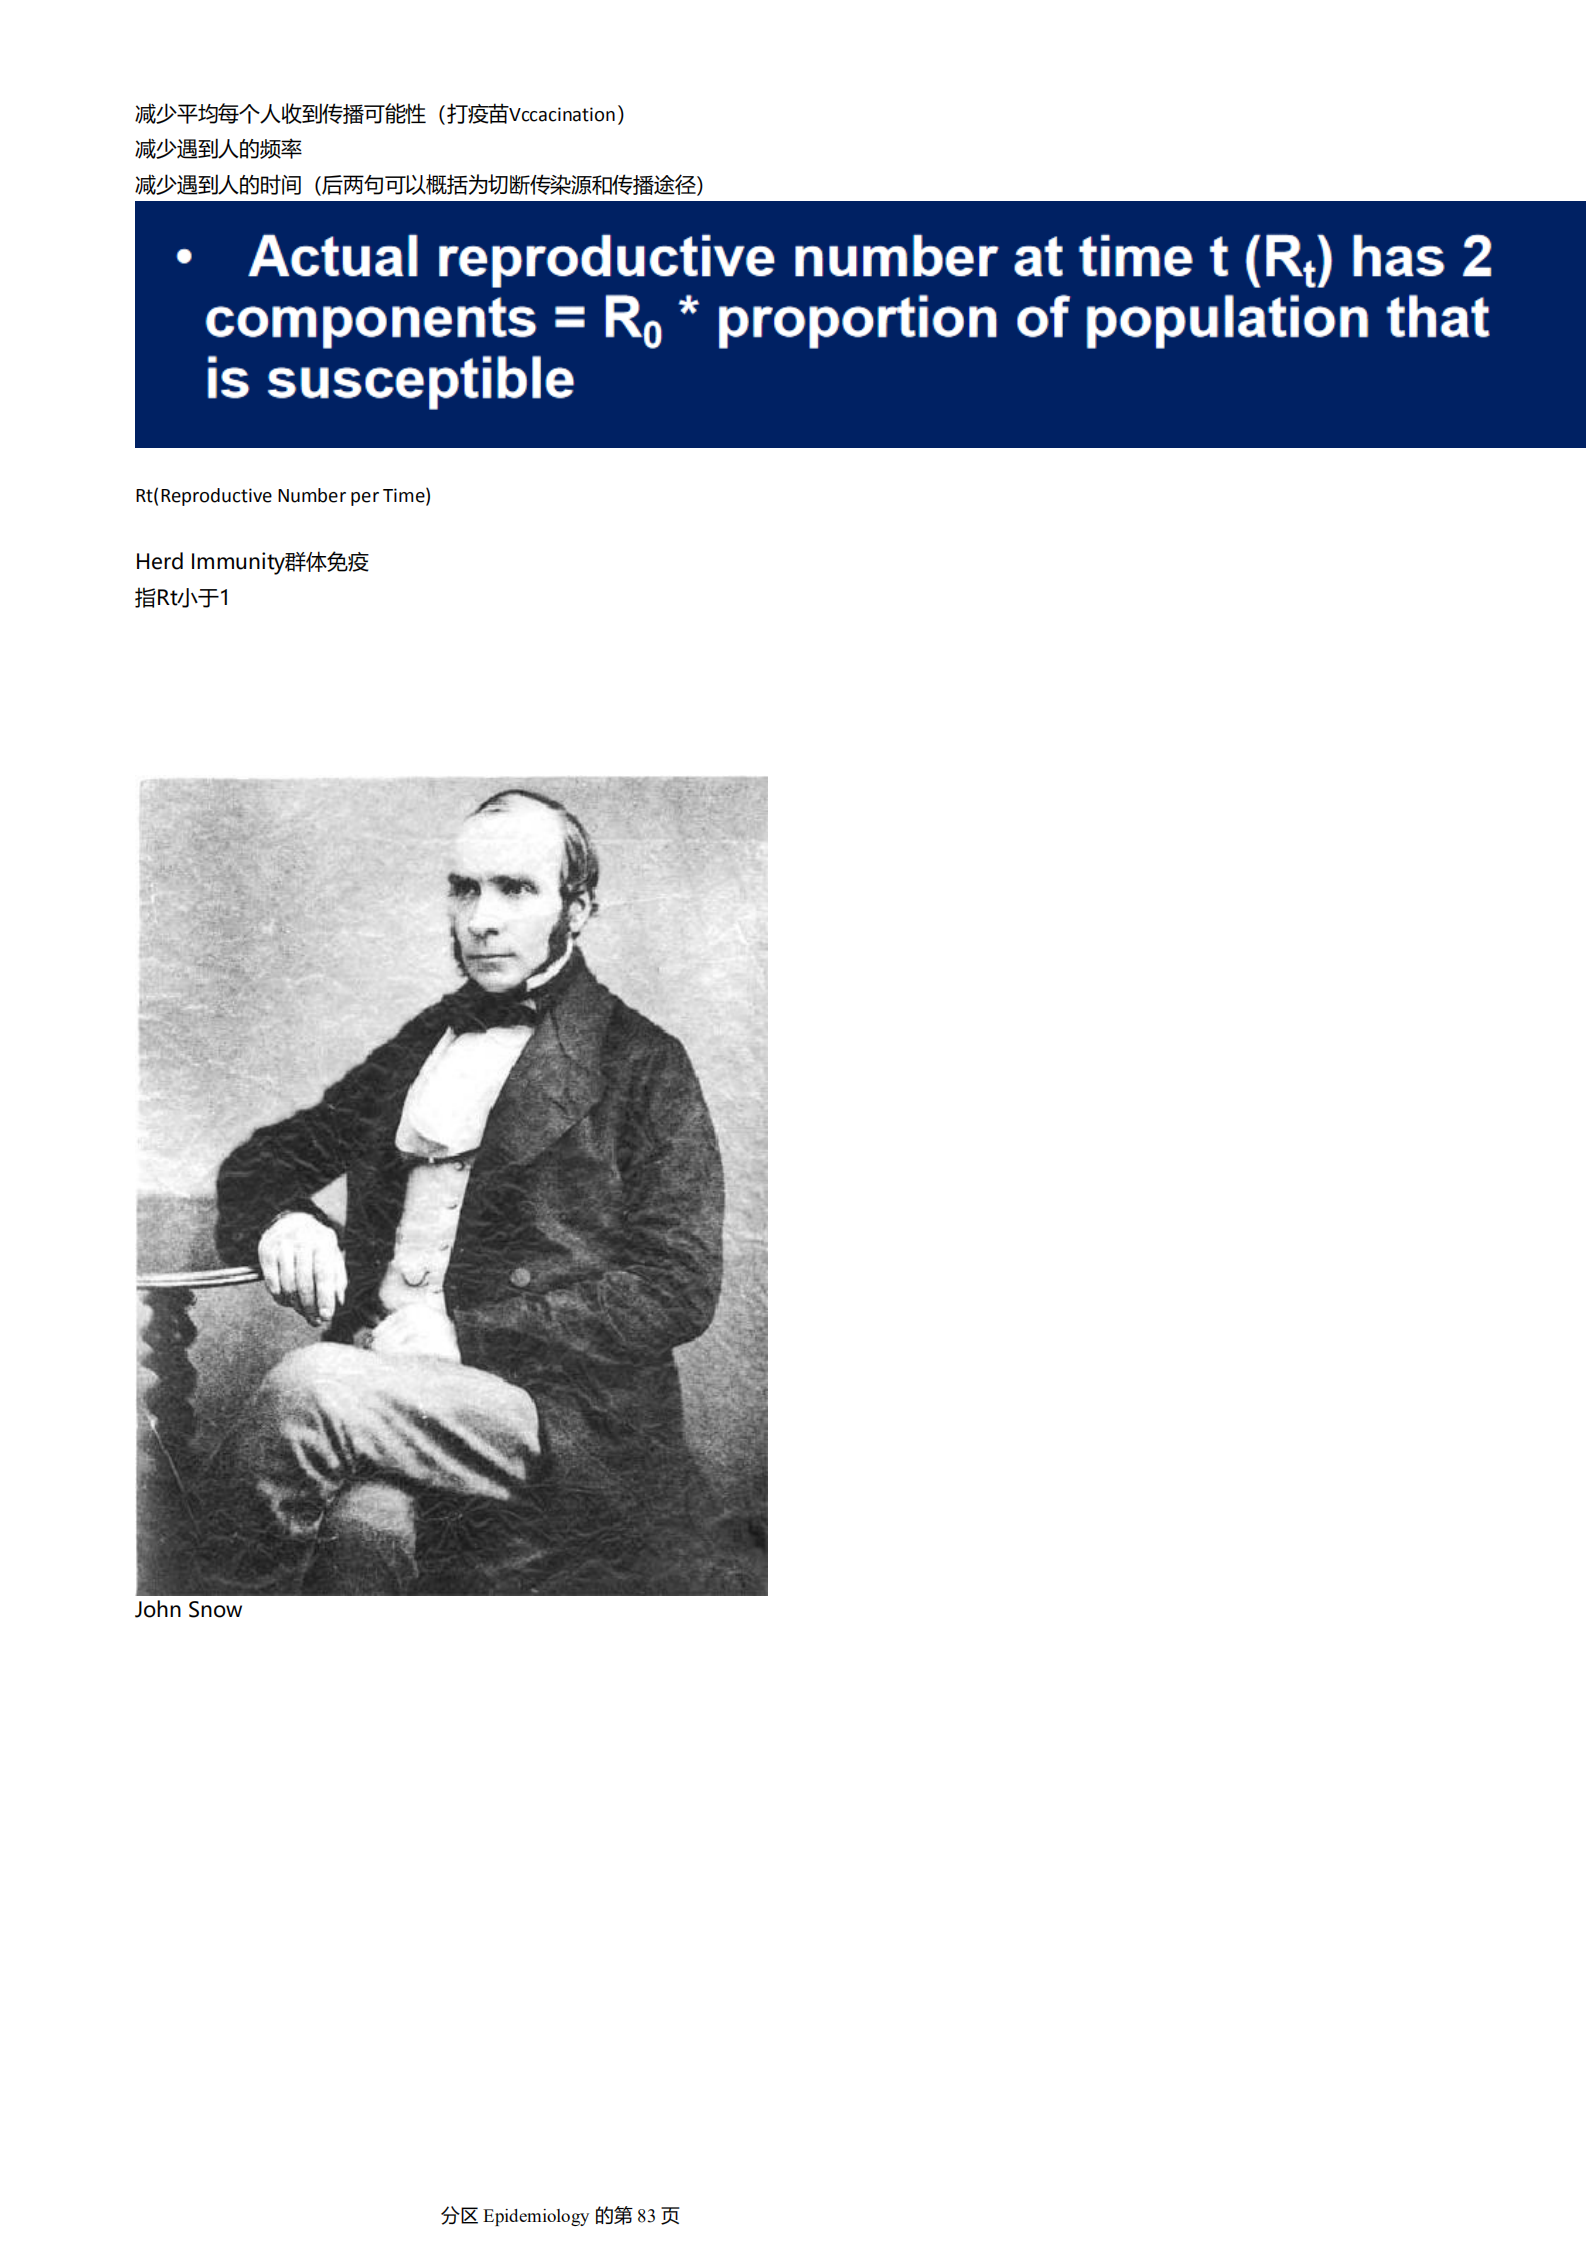 减少平均每个人收到传播可能性（打疫苗Vccacination）
减少遇到人的频率
减少遇到人的时间（后两句可以概括为切断传染源和传播途径）
• Actual reproductive number at time t (Rt) has 2
components = R0 * proportion of population that
is susceptible
Rt(Reproductive Number per Time)
Herd Immunity群体免疫
指Rt小于1
John Snow
分区 Epidemiology 的第 83 页